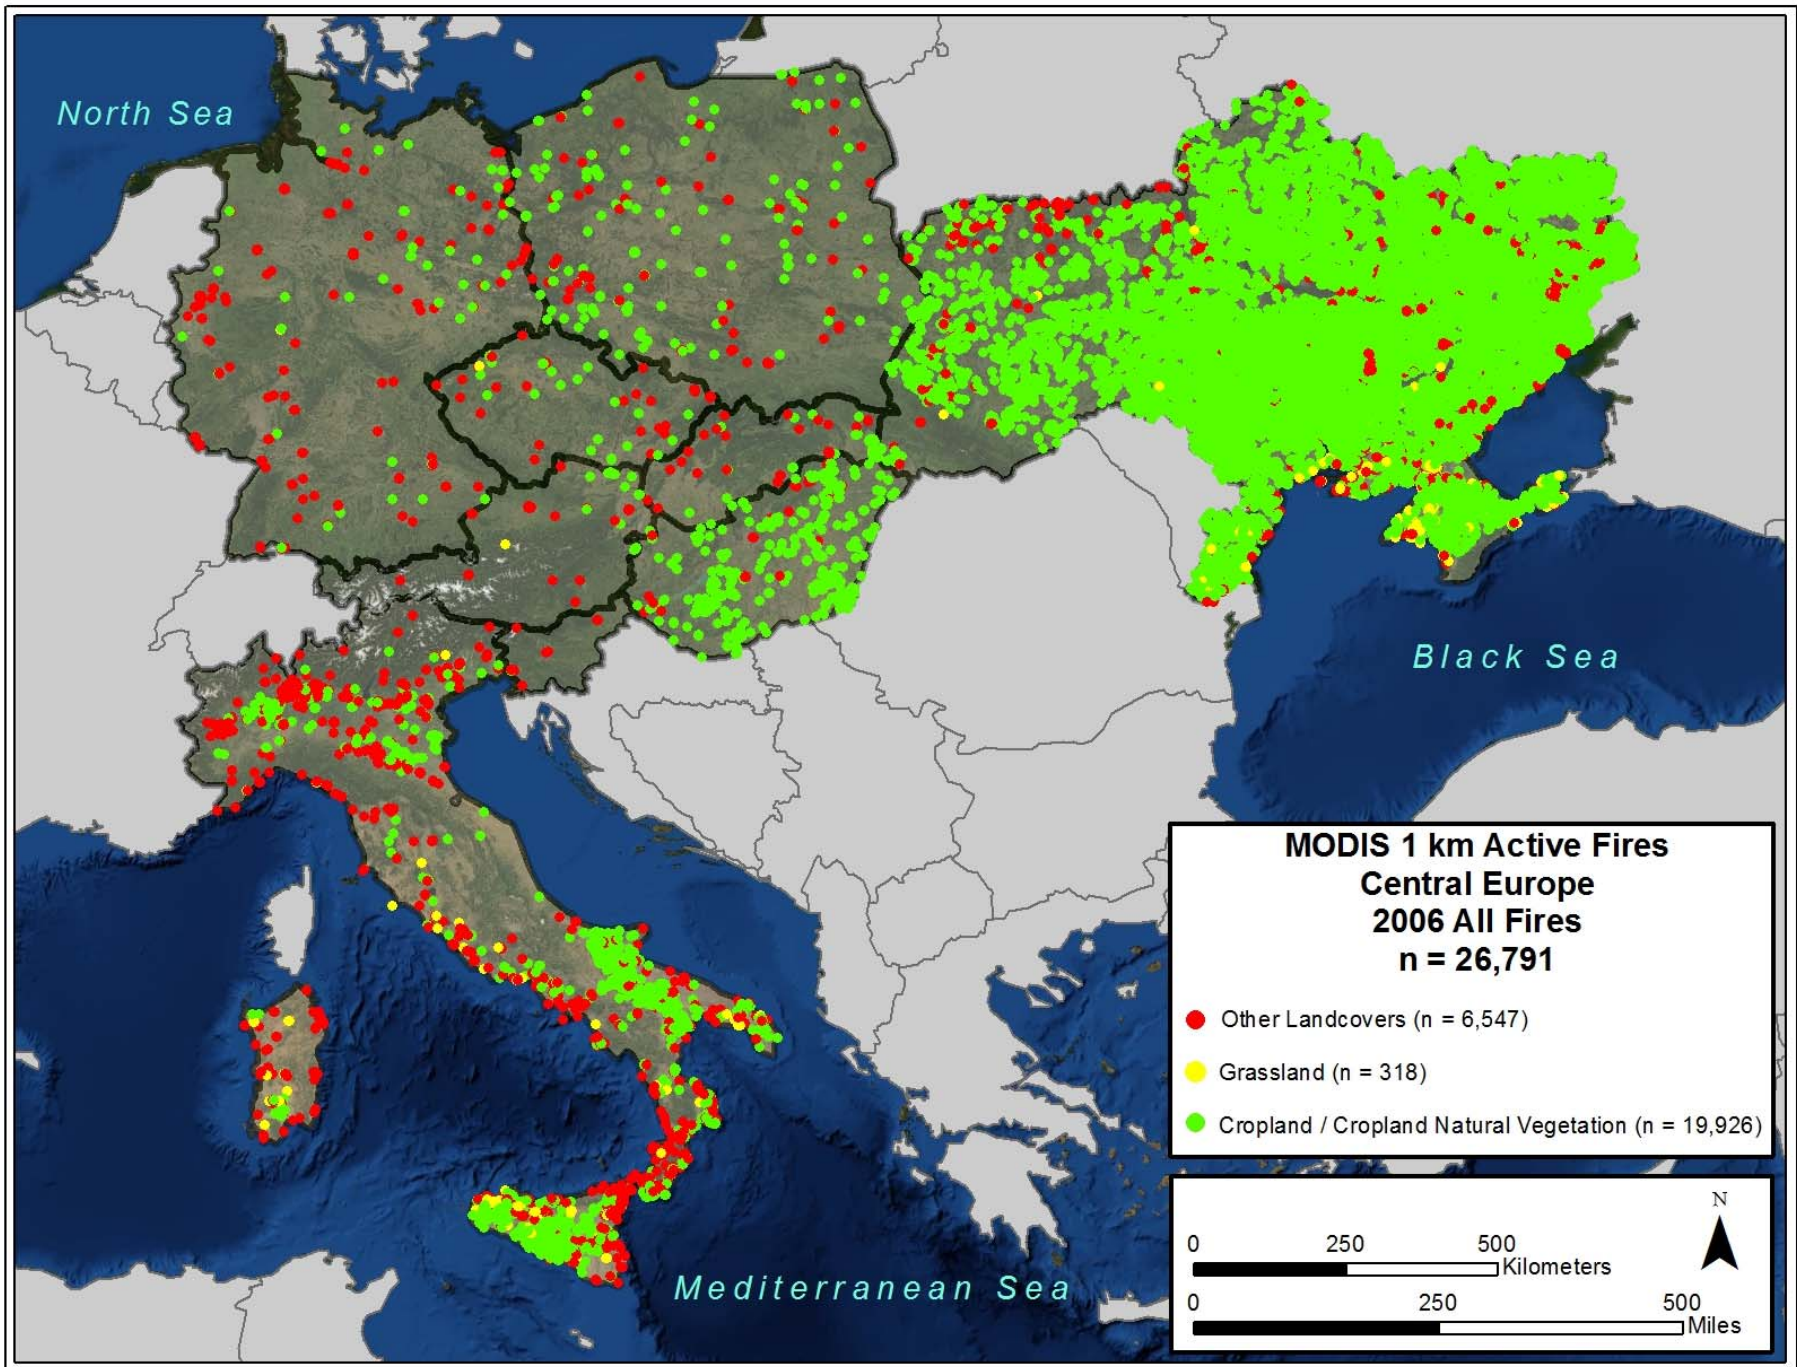 North Sea
Black Sea
MODIS 1 km Active Fires
Central Europe
2006 All Fires
n = 26,791
Other Landcovers (n = 6,547)
Grassland (n = 318)
Cropland / Cropland Natural Vegetation (n = 19,926)
N
0 250 500
Kilometers
0 250 500
Miles
Mediterranean Sea